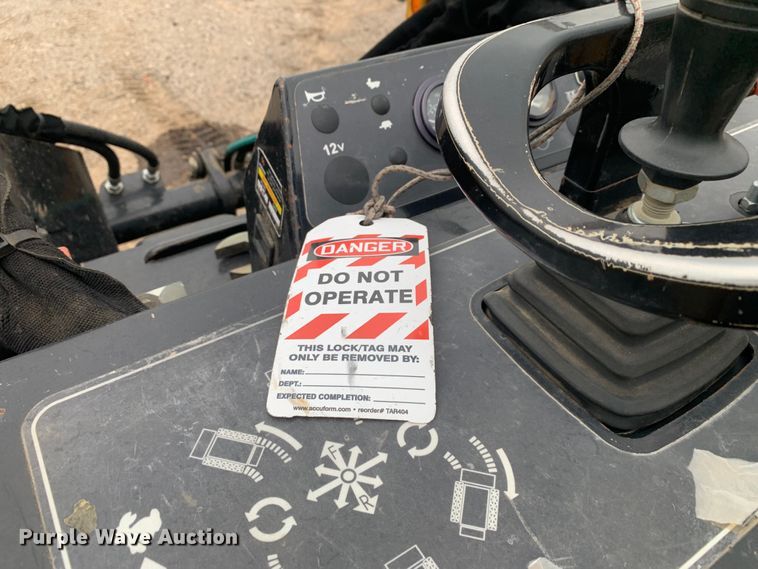 12v
DANGER
DO NOT
OPERATE
THIS LOCK/TAG MAY
ONLY BE REMOVED BY:
NAME:
DEPT.:
EXPECTED COMPLETION:
www.accuform.com • reorder# TAR404
F
R
Purple Wave Auction